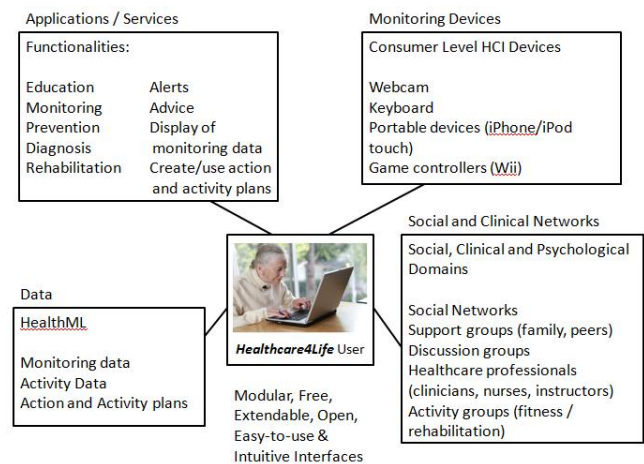 Applications / Services
Functionalities:
Education
Monitoring
Prevention
Diagnosis
Rehabilitation
Alerts
Advice
Display of
monitoring data
Create/use action
and activity plans
Monitoring Devices
Consumer Level HCI Devices
Webcam
Keyboard
Portable devices (iPhone/iPod
touch)
Game controllers (Wii)
Healthcare4Life User
Modular, Free,
Extendable, Open,
Easy-to-use &
Intuitive Interfaces
Data
HealthML
Monitoring data
Activity Data
Action and Activity plans
Social and Clinical Networks
Social, Clinical and Psychological
Domains
Social Networks
Support groups (family, peers)
Discussion groups
Healthcare professionals
(clinicians, nurses, instructors)
Activity groups (fitness /
rehabilitation)